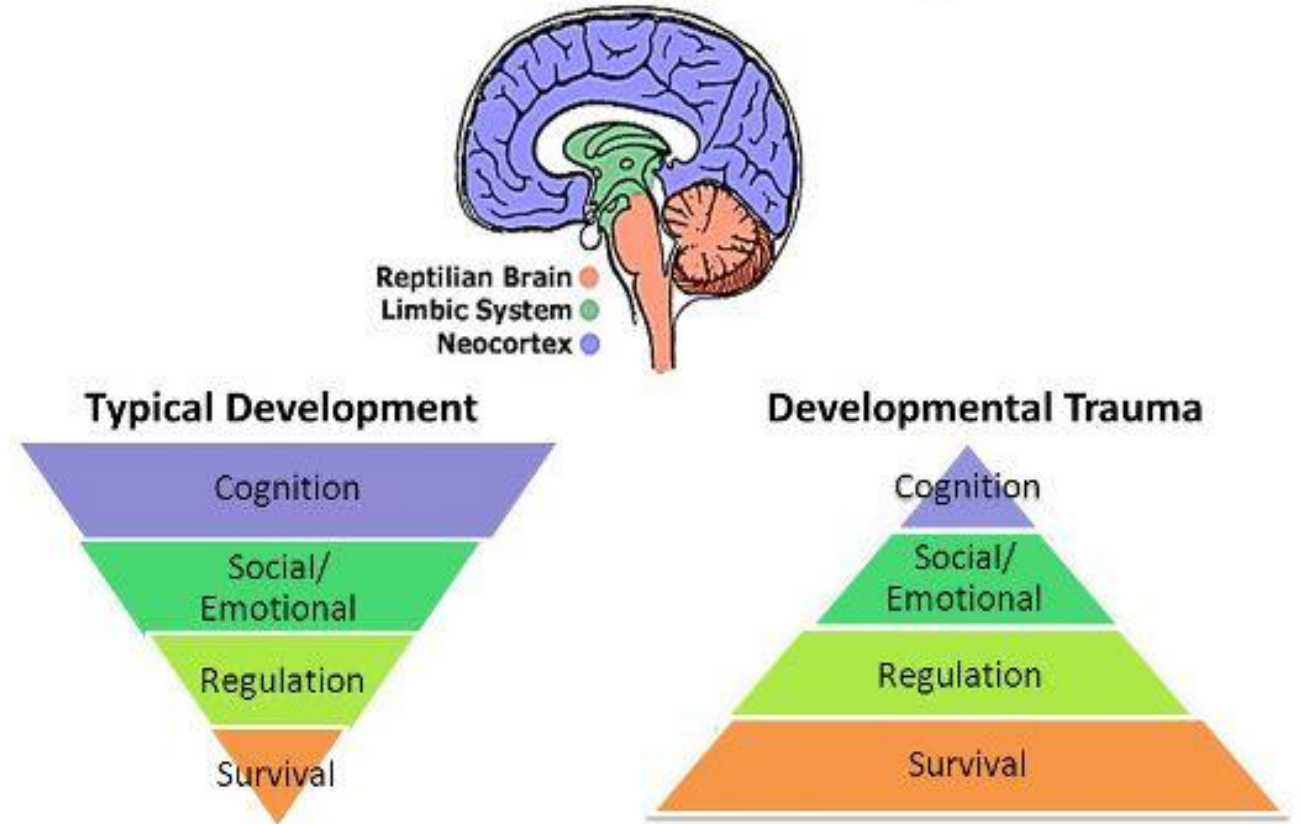 Reptilian Brain
Limbic System
Neocortex
Typical Development
Cognition
Social/
Emotional
Regulation
Survival
Developmental Trauma
Cognition
Social/
Emotional
Regulation
Survival